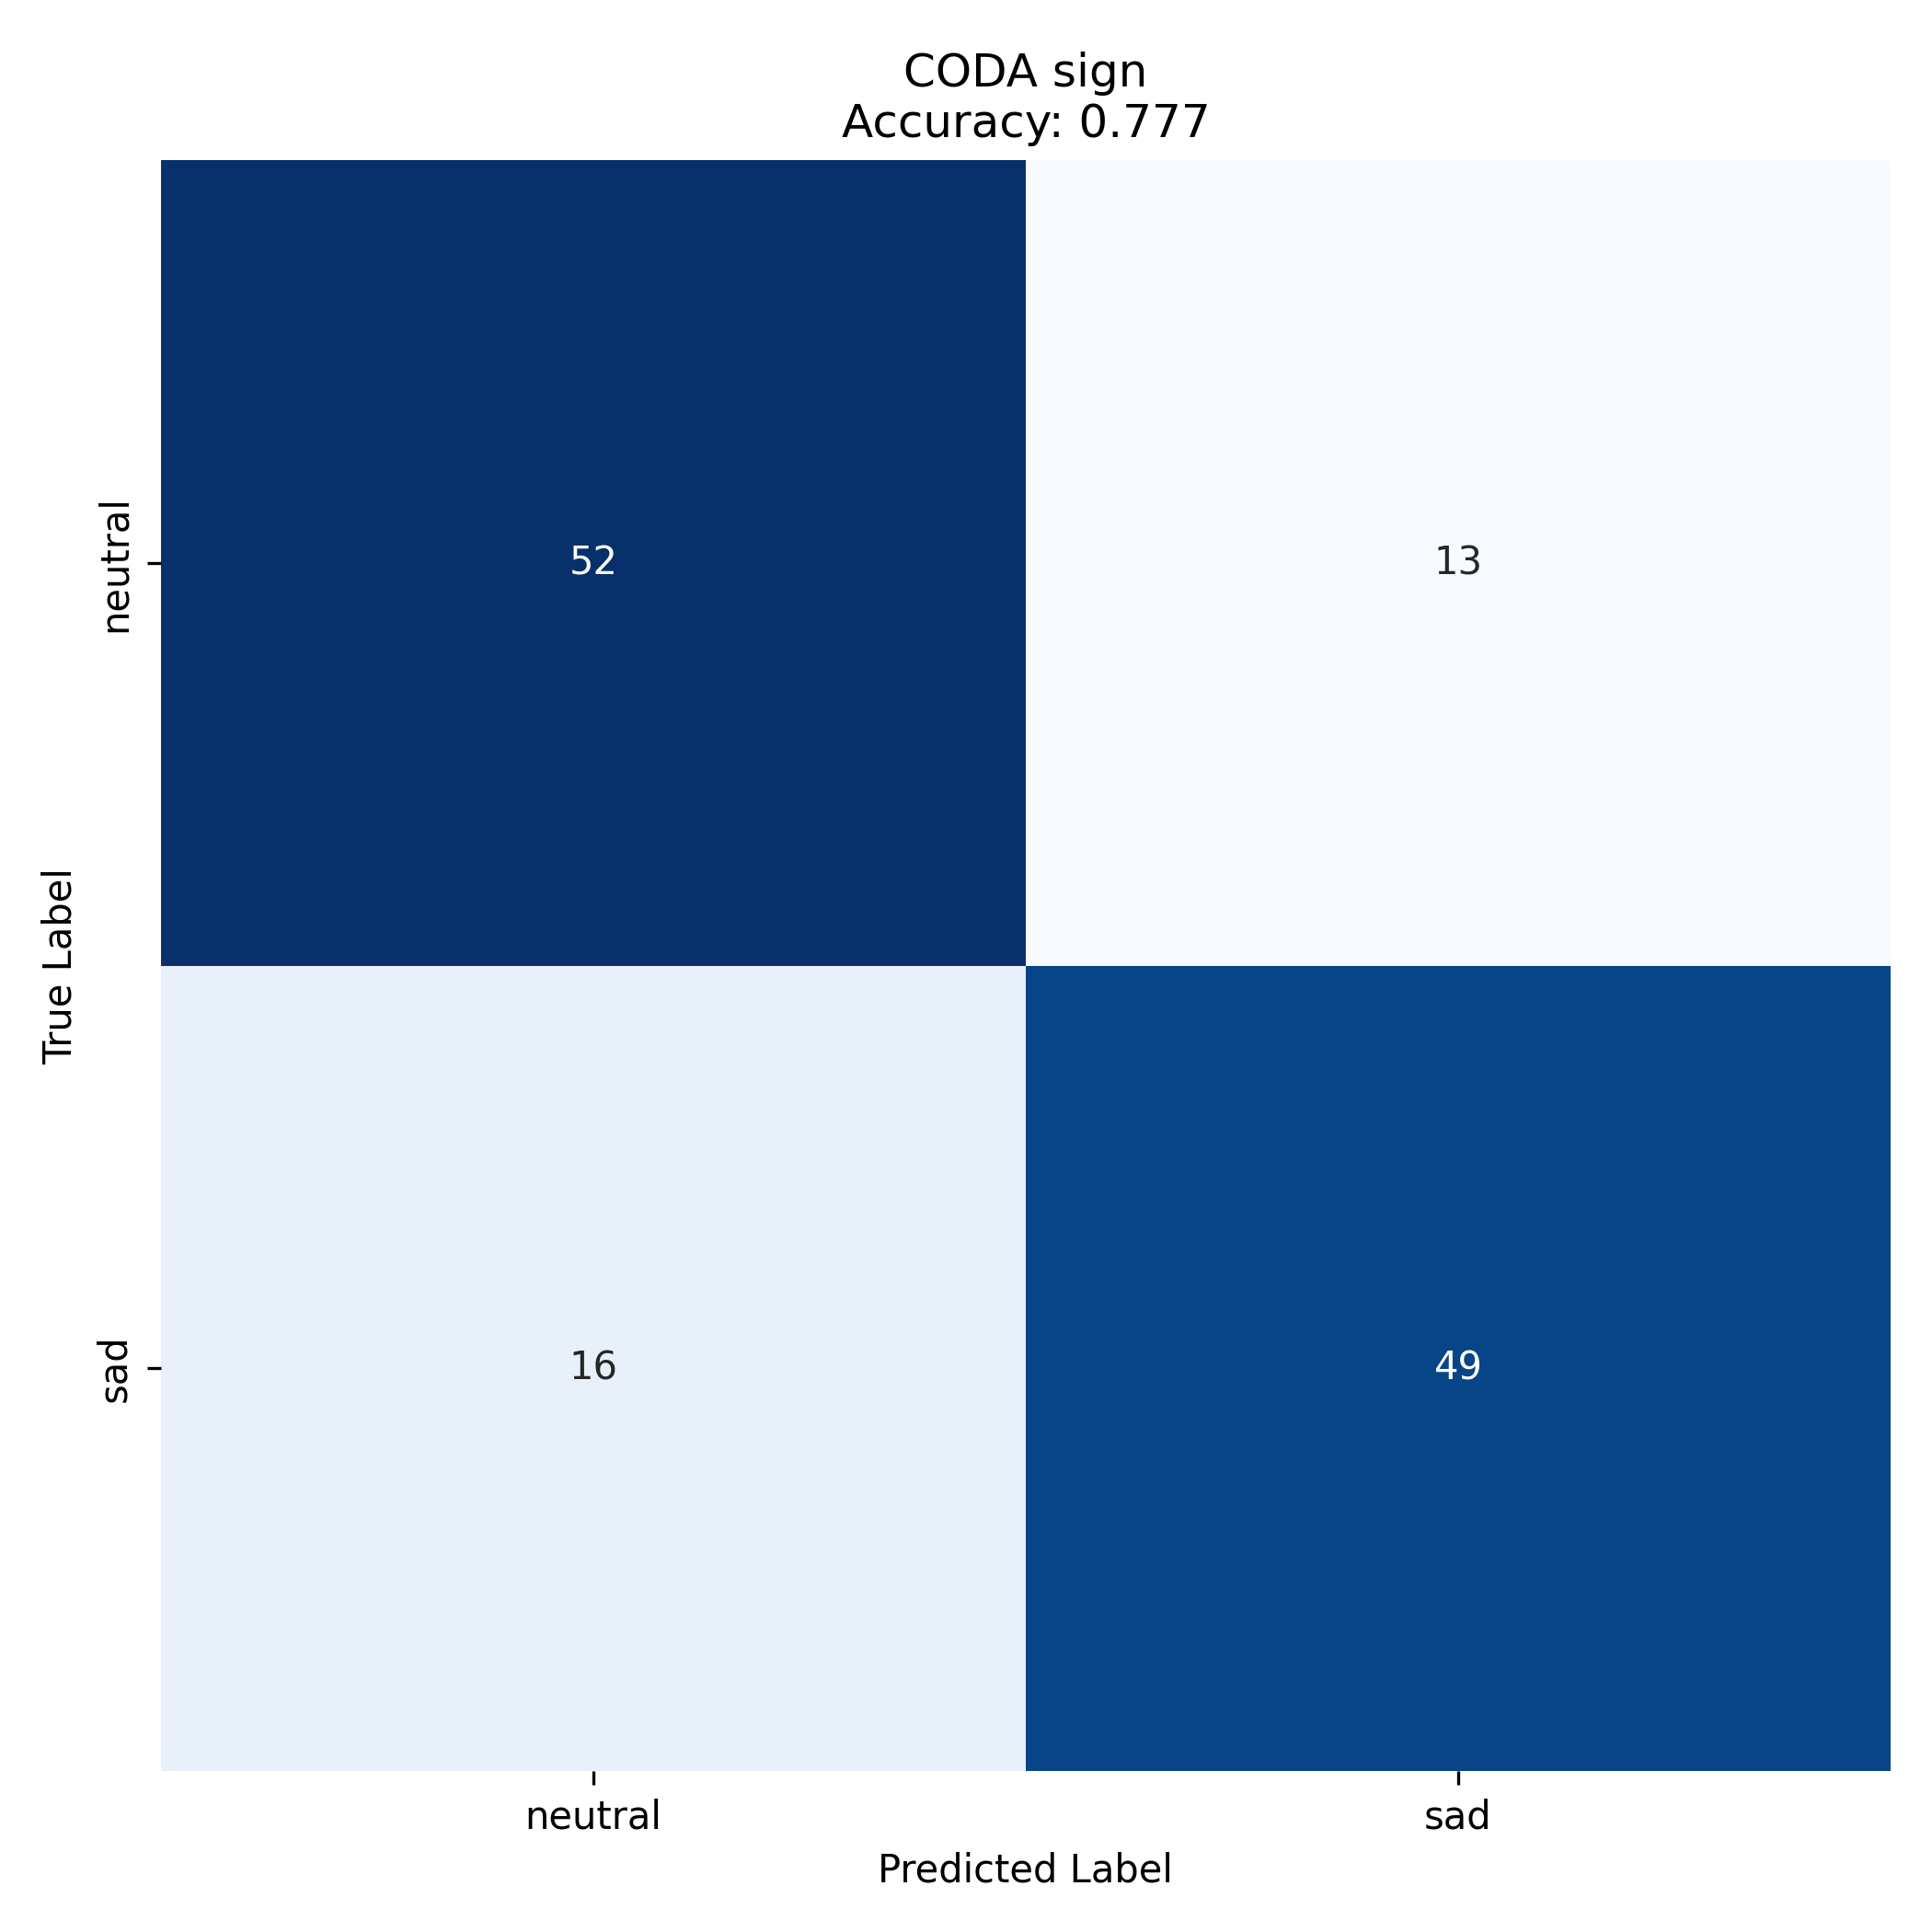 CODA sign
Accuracy: 0.777
True Label
neutral
52
13
sad
16
49
neutral
sad
Predicted Label